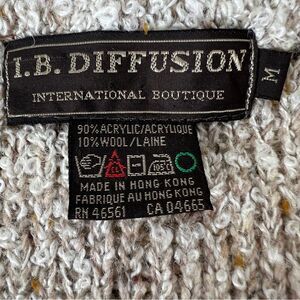 I.B. DIFFUSION
INTERNATIONAL BOUTIQUE
M
90% ACRYLIC/ACRYLIQUE
10% WOOL/LAINE
MADE IN HONG KONG
FABRIQUE AU HONG KONG
RN 46561 CA 04665